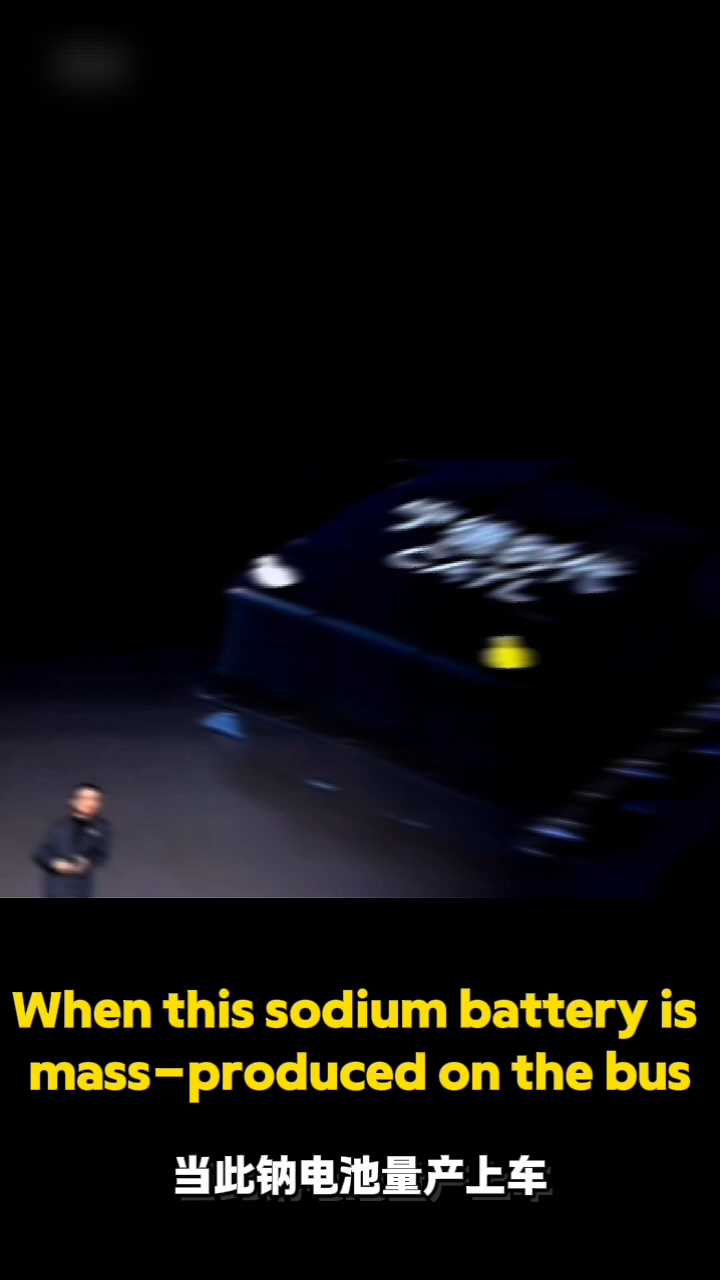 CATL
When this sodium battery is
mass-produced on the bus
当此钠电池量产上车